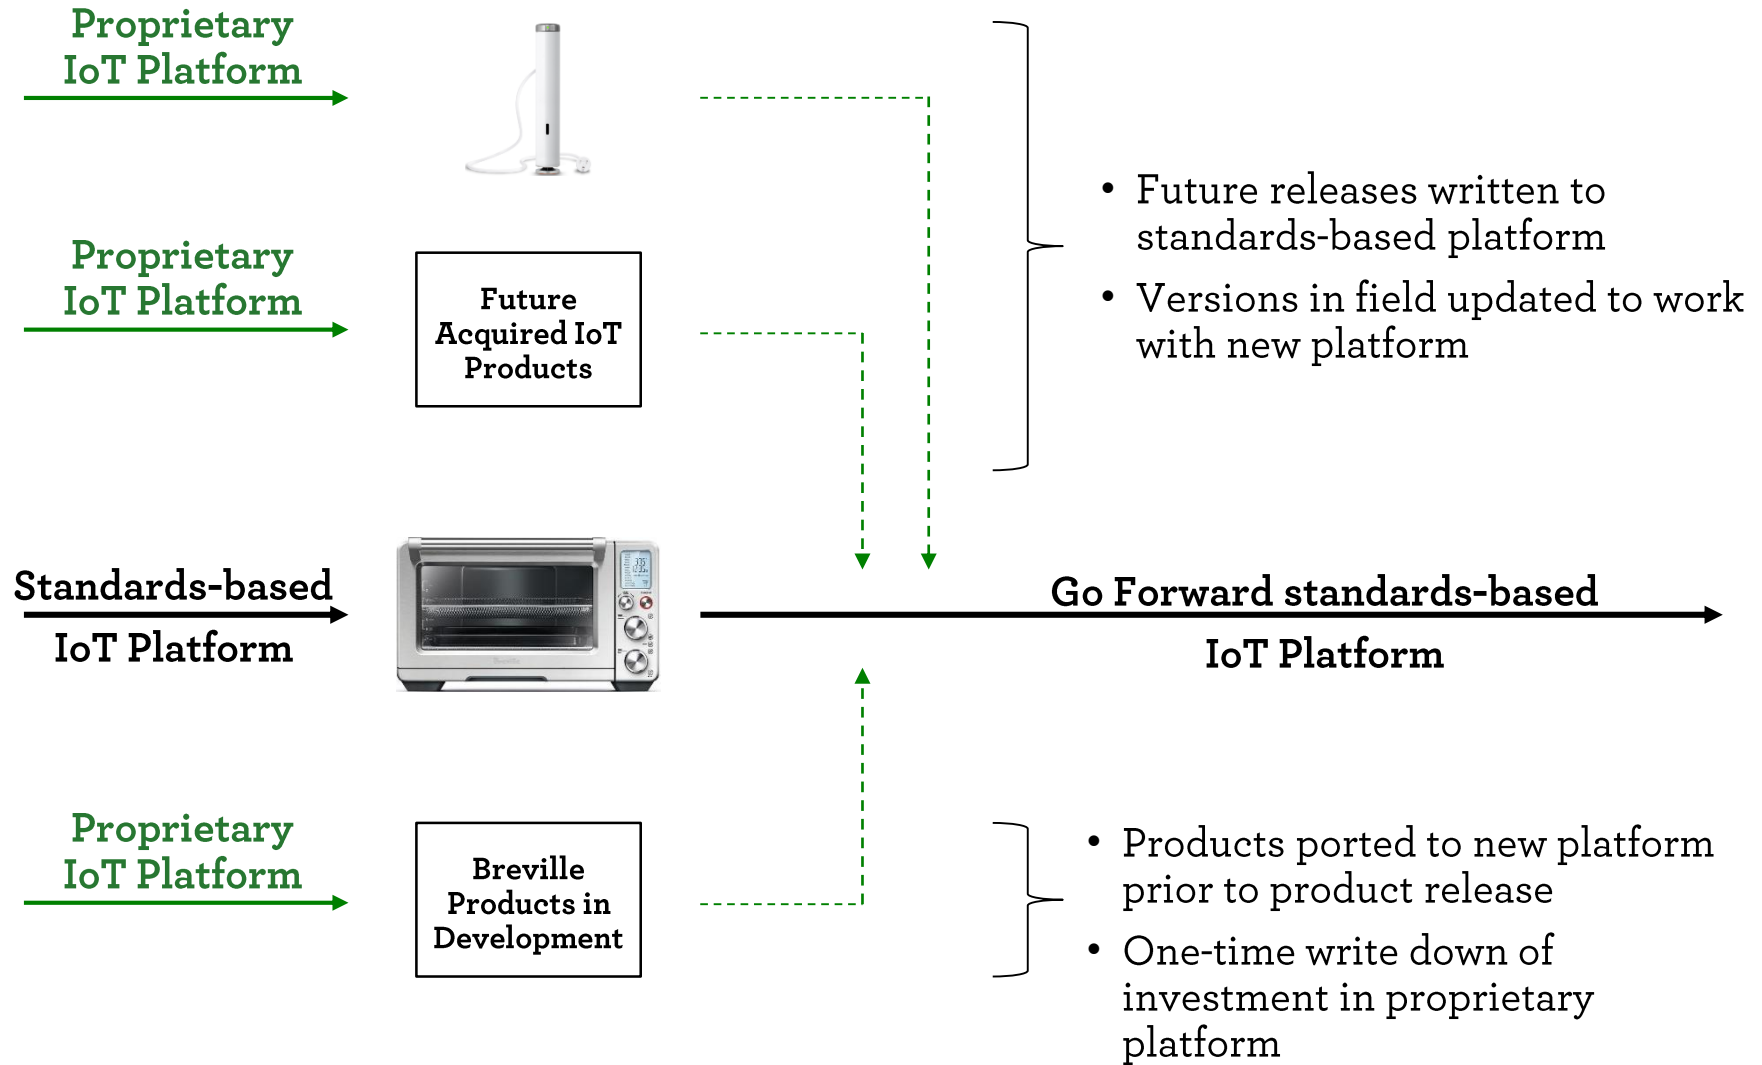 Proprietary
IoT Platform
Proprietary
IoT Platform
Future
Acquired IoT
Products
• Future releases written to
standards-based platform
• Versions in field updated to work
with new platform
Standards-based
IoT Platform
Go Forward standards-based
IoT Platform
Proprietary
IoT Platform
Breville
Products in
Development
• Products ported to new platform
prior to product release
• One-time write down of
investment in proprietary
platform